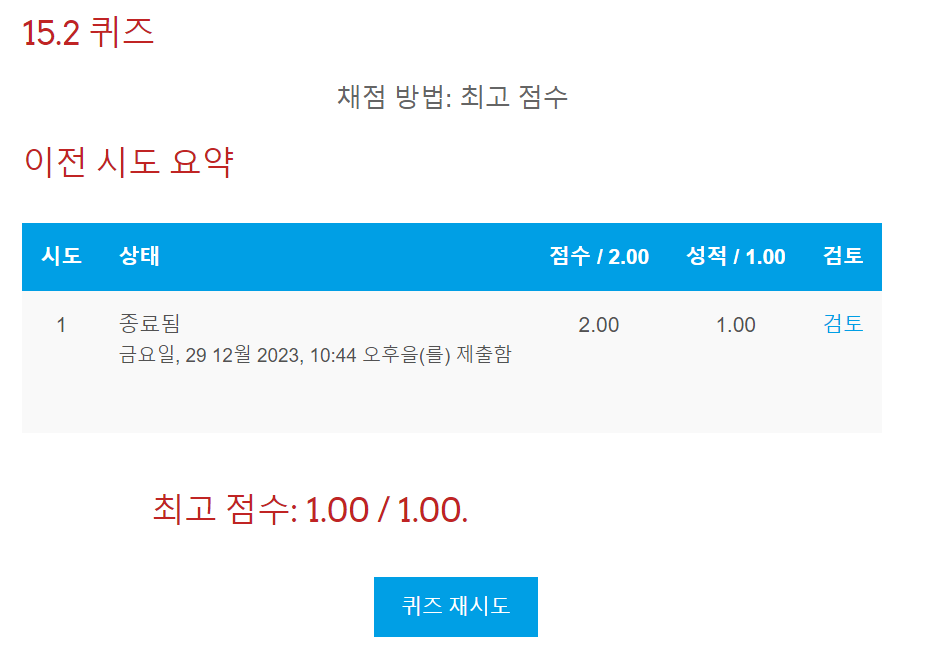 15.2 퀴즈
채점 방법: 최고 점수
이전 시도 요약
시도 상태 점수 / 2.00 성적 / 1.00 검토
1 종료됨 2.00 1.00 검토
금요일, 29 12월 2023, 10:44 오후을(를) 제출함
최고 점수: 1.00 / 1.00.
퀴즈 재시도